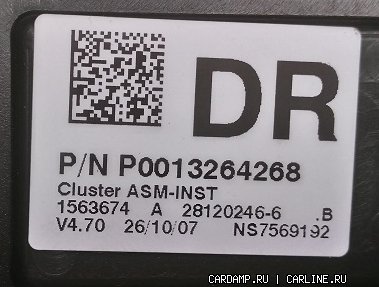 DR
P/N P0013264268
Cluster ASM-INST
1563674 A 28120246-6 .B
V4.70 26/10/07 NS7569192
CARDAMP.RU | CARLINE.RU